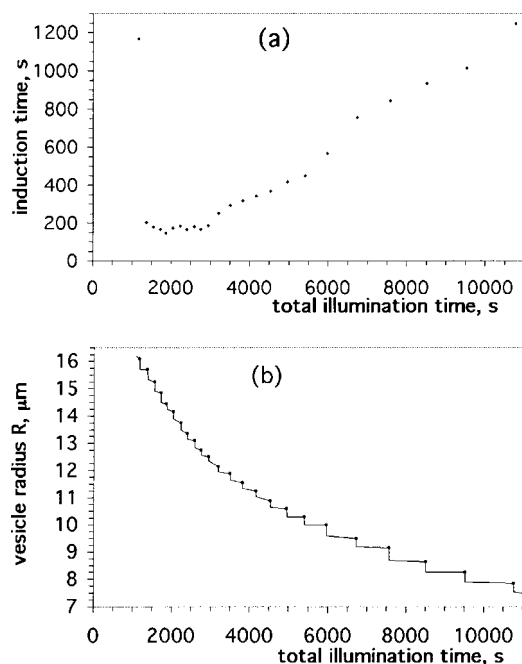 (a)
induction time, s
1200
1000
800
600
400
200
0
0 2000 4000 6000 8000 10000
total illumination time, s
(b)
vesicle radius R, μm
16
15
14
13
12
11
10
9
8
7
0 2000 4000 6000 8000 10000
total illumination time, s